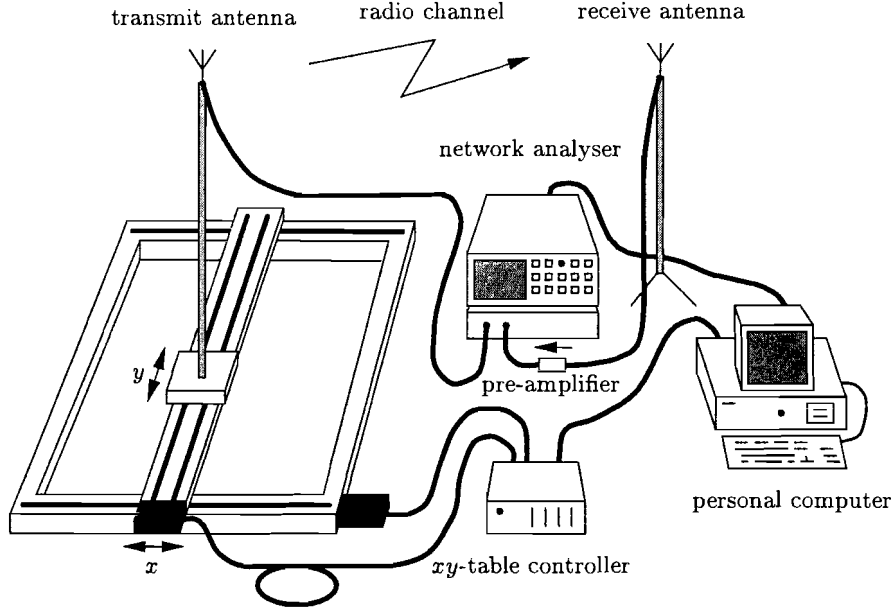 transmit antenna
radio channel
receive antenna
network analyser
y
pre-amplifier
personal computer
x
xy-table controller